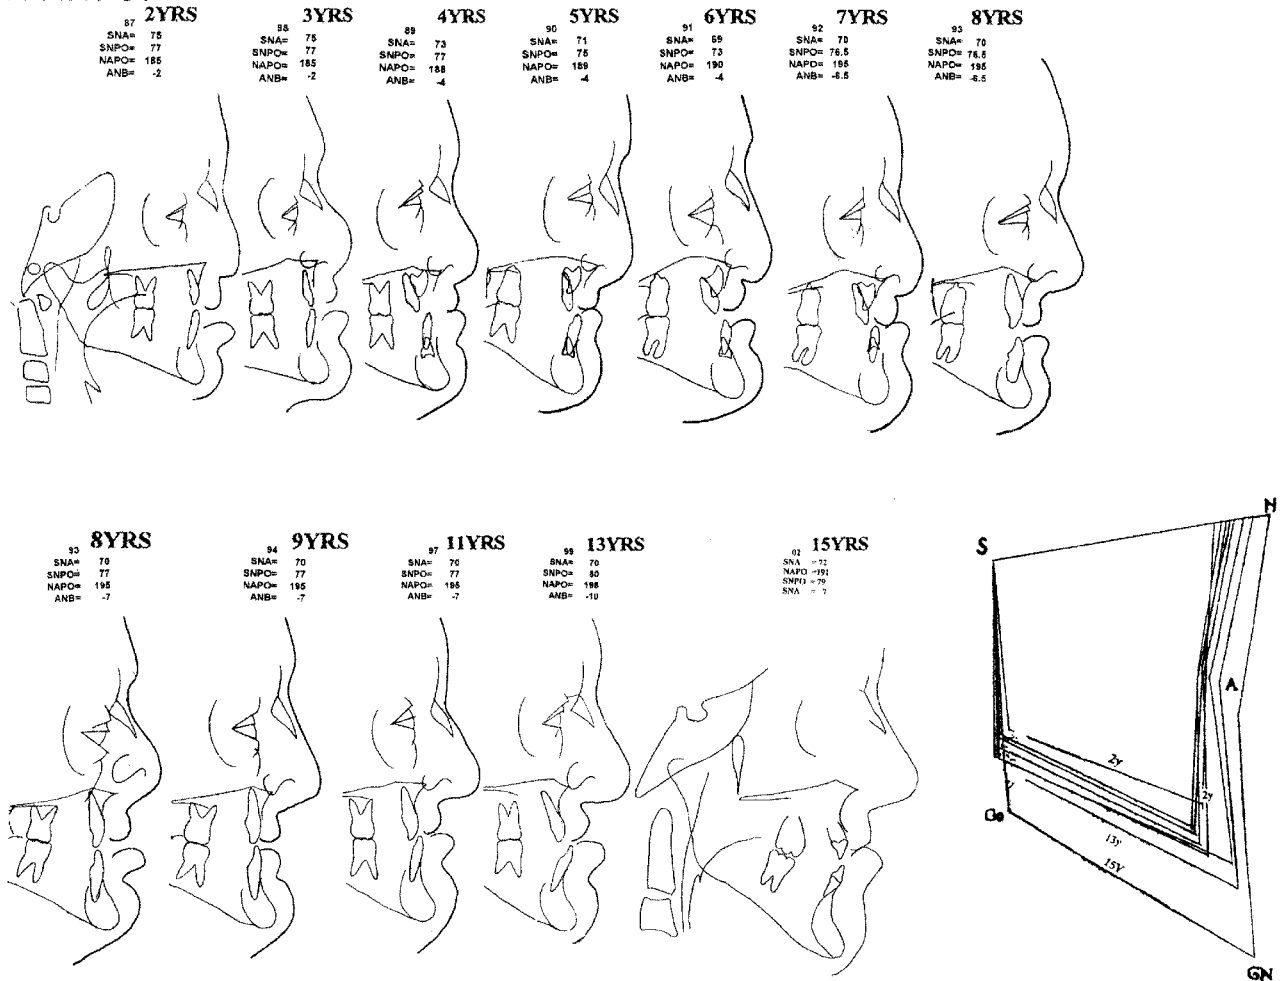 2YRS
87
SNA= 75
SNPO= 77
NAPO= 185
ANB= -2
3YRS
88
SNA= 75
SNPO= 77
NAPO= 185
ANB= -2
4YRS
89
SNA= 73
SNPO= 77
NAPO= 188
ANB= -4
5YRS
90
SNA= 71
SNPO= 75
NAPO= 189
ANB= -4
6YRS
91
SNA= 69
SNPO= 73
NAPO= 190
ANB= -4
7YRS
92
SNA= 70
SNPO= 76.5
NAPO= 195
ANB= -6.5
8YRS
93
SNA= 70
SNPO= 76.5
NAPO= 195
ANB= -6.5
8YRS
93
SNA= 70
SNPO= 77
NAPO= 195
ANB= -7
9YRS
94
SNA= 70
SNPO= 77
NAPO= 195
ANB= -7
11YRS
97
SNA= 70
SNPO= 77
NAPO= 195
ANB= -7
13YRS
99
SNA= 70
SNPO= 80
NAPO= 198
ANB= -10
15YRS
02
SNA = 72
NAPO =191
SNPO = 79
SNA = 7
N
S
A
2y
2y
Go
13y
15Y
GN